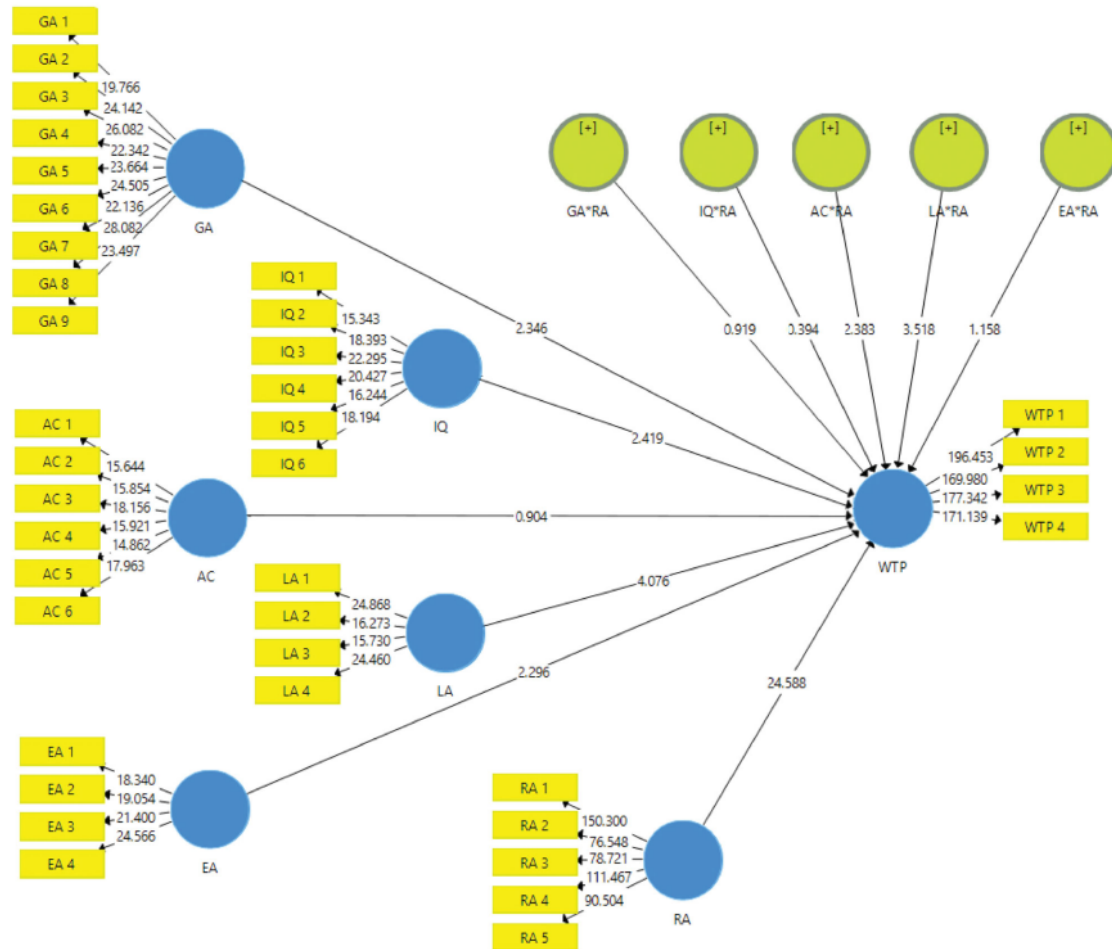 GA 1
GA 2
GA 3
GA 4
GA 5
GA 6
GA 7
GA 8
GA 9
19.766
24.142
26.082
22.342
23.664
24.505
22.136
28.082
23.497
GA
[+]
[+]
[+]
[+]
[+]
GA*RA
IQ*RA
AC*RA
LA*RA
EA*RA
0.919
0.394
2.383
3.518
1.158
2.346
IQ 1
IQ 2
IQ 3
IQ 4
IQ 5
IQ 6
15.343
18.393
22.295
20.427
16.244
18.194
IQ
2.419
AC 1
AC 2
AC 3
AC 4
AC 5
AC 6
15.644
15.854
18.156
15.921
14.862
17.963
AC
0.904
WTP 1
WTP 2
WTP 3
WTP 4
196.453
169.980
177.342
171.139
WTP
LA 1
LA 2
LA 3
LA 4
24.868
16.273
15.730
24.460
LA
4.076
2.296
EA 1
EA 2
EA 3
EA 4
18.340
19.054
21.400
24.566
EA
24.588
RA 1
RA 2
RA 3
RA 4
RA 5
150.300
76.548
78.721
111.467
90.504
RA